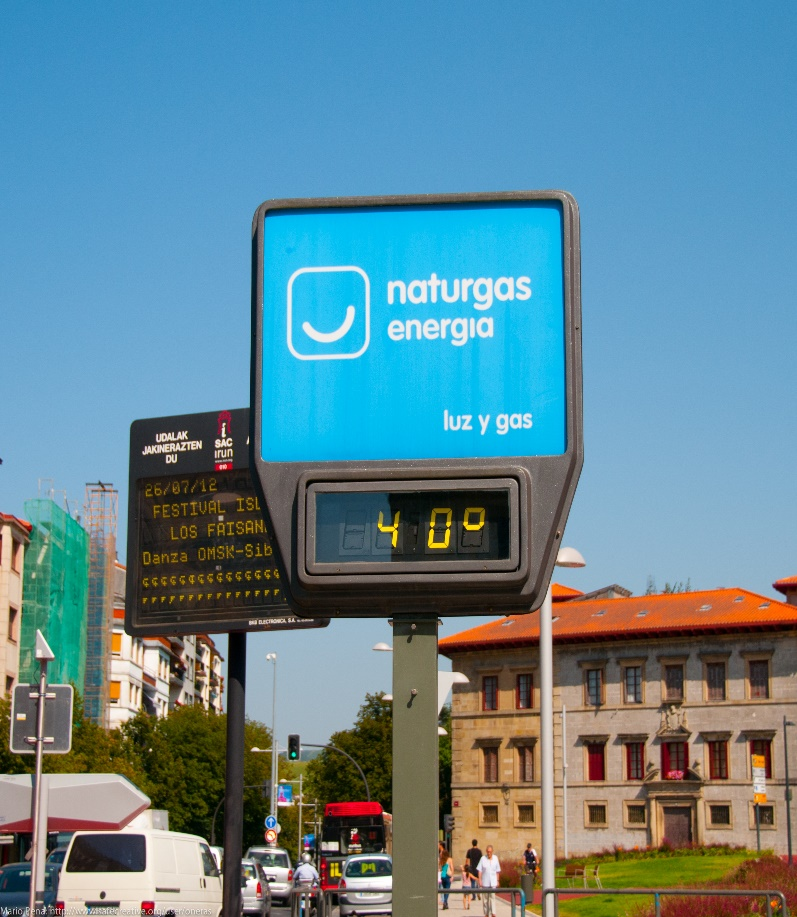 naturgas
energia
luz y gas
40º
UDALAK
JAKINERAZTEN
DU
SAC
irun
010
26/07/12
FESTIVAL ISL
LOS FAISAN
Danza OMSK-Sib